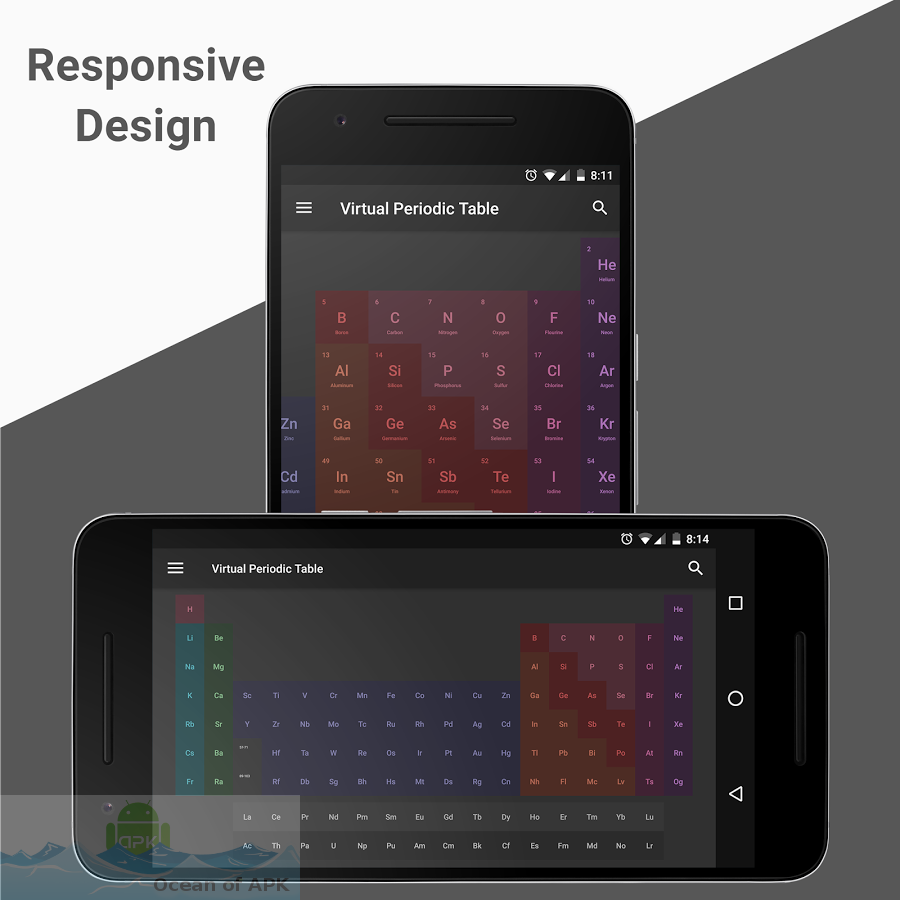 Responsive
Design
8:11
Virtual Periodic Table
2
He
Helium
5 6 7 8 9 10
B C N O F Ne
Boron Carbon Nitrogen Oxygen Fluorine Neon
13 14 15 16 17 18
Al Si P S Cl Ar
Aluminum Silicon Phosphorus Sulfur Chlorine Argon
31 32 33 34 35 36
Zn Ga Ge As Se Br Kr
Zinc Gallium Germanium Arsenic Selenium Bromine Krypton
49 50 51 52 53 54
Cd In Sn Sb Te I Xe
admium Indium Tin Antimony Tellurium Iodine Xenon
8:14
Virtual Periodic Table
H He
Li Be B C N O F Ne
Na Mg Al Si P S Cl Ar
K Ca Sc Ti V Cr Mn Fe Co Ni Cu Zn Ga Ge As Se Br Kr
Rb Sr Y Zr Nb Mo Tc Ru Rh Pd Ag Cd In Sn Sb Te I Xe
Cs Ba 57-71 Hf Ta W Re Os Ir Pt Au Hg Tl Pb Bi Po At Rn
Fr Ra 89-103 Rf Db Sg Bh Hs Mt Ds Rg Cn Nh Fl Mc Lv Ts Og
La Ce Pr Nd Pm Sm Eu Gd Tb Dy Ho Er Tm Yb Lu
Ac Th Pa U Np Pu Am Cm Bk Cf Es Fm Md No Lr
APK
Ocean of APK